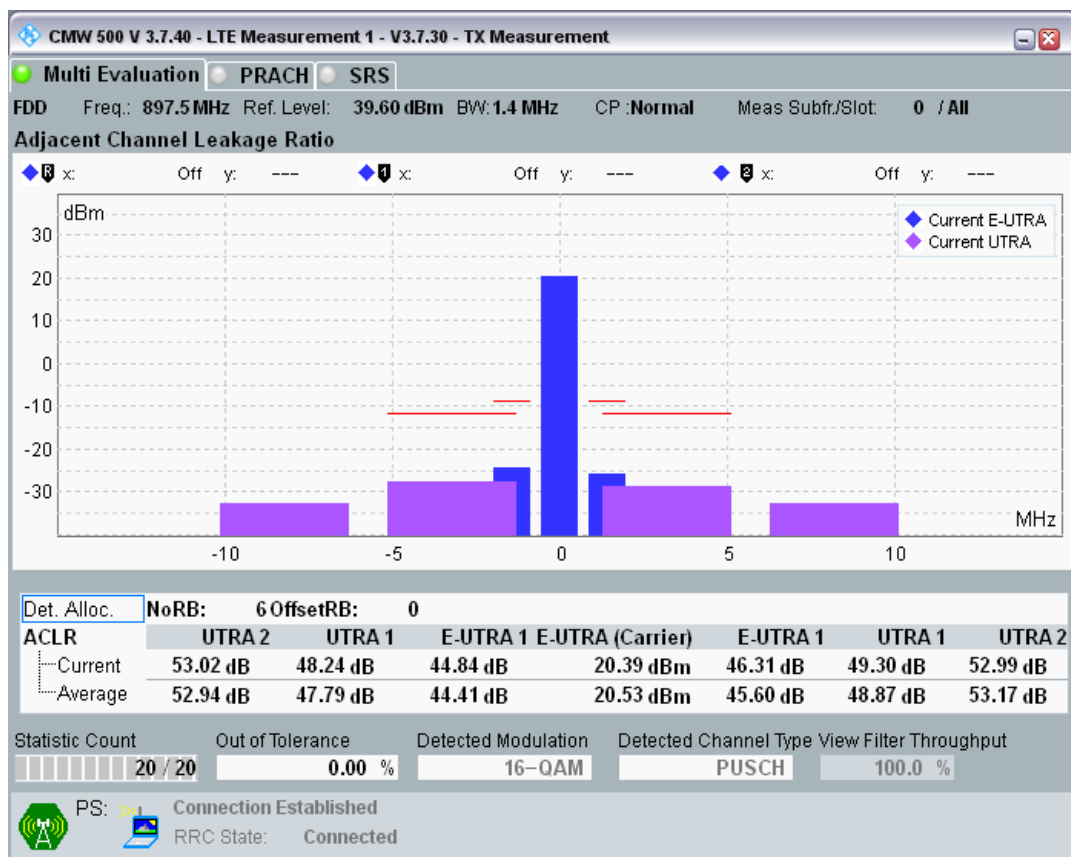 CMW 500 V 3.7.40 - LTE Measurement 1 - V3.7.30 - TX Measurement
Multi Evaluation PRACH SRS
FDD Freq.: 897.5 MHz Ref. Level: 39.60 dBm BW: 1.4 MHz CP :Normal Meas Subfr./Slot: 0 / All
Adjacent Channel Leakage Ratio
R x: Off y: --- 1 x: Off y: --- 2 x: Off y: ---
dBm
Current E-UTRA
Current UTRA
30
20
10
0
-10
-20
-30
MHz
-10 -5 0 5 10
Det. Alloc. NoRB: 6 OffsetRB: 0
ACLR UTRA 2 UTRA 1 E-UTRA 1 E-UTRA (Carrier) E-UTRA 1 UTRA 1 UTRA 2
Current 53.02 dB 48.24 dB 44.84 dB 20.39 dBm 46.31 dB 49.30 dB 52.99 dB
Average 52.94 dB 47.79 dB 44.41 dB 20.53 dBm 45.60 dB 48.87 dB 53.17 dB
Statistic Count Out of Tolerance Detected Modulation Detected Channel Type View Filter Throughput
20 / 20 0.00 % 16-QAM PUSCH 100.0 %
PS: Connection Established
RRC State: Connected